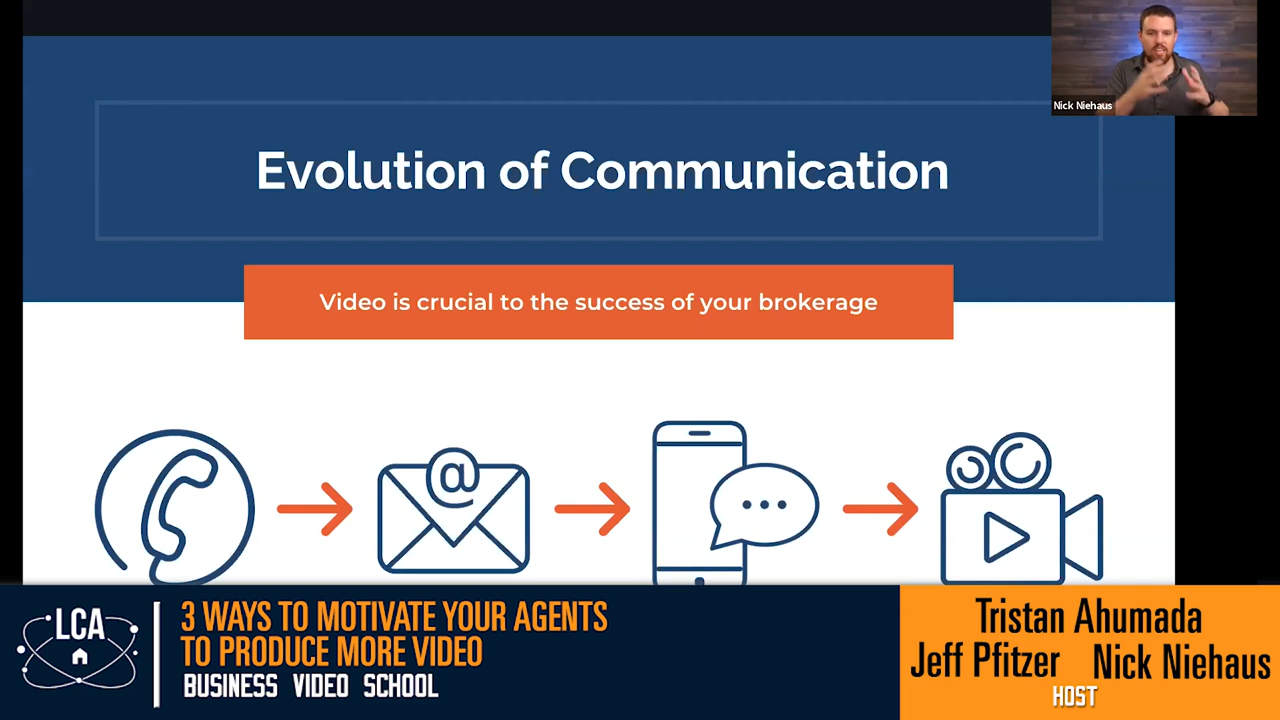 Nick Niehaus
Evolution of Communication
Video is crucial to the success of your brokerage
@
LCA
3 WAYS TO MOTIVATE YOUR AGENTS
TO PRODUCE MORE VIDEO
BUSINESS VIDEO SCHOOL
Tristan Ahumada
Jeff Pfitzer Nick Niehaus
HOST